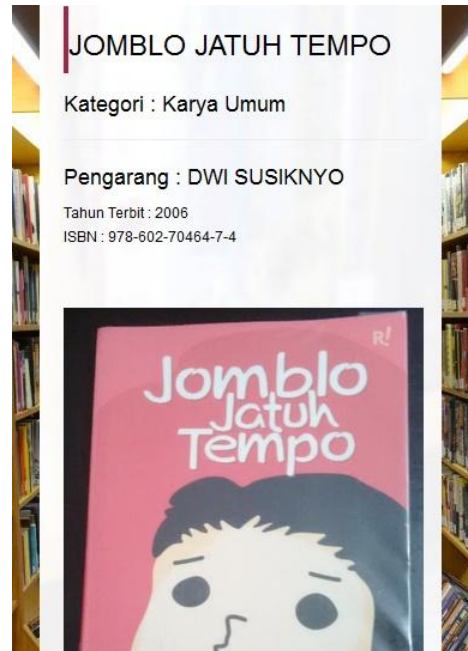 JOMBLO JATUH TEMPO
Kategori : Karya Umum
Pengarang : DWI SUSIKNYO
Tahun Terbit : 2006
ISBN : 978-602-70464-7-4
R!
Jomblo
Jatuh
Tempo